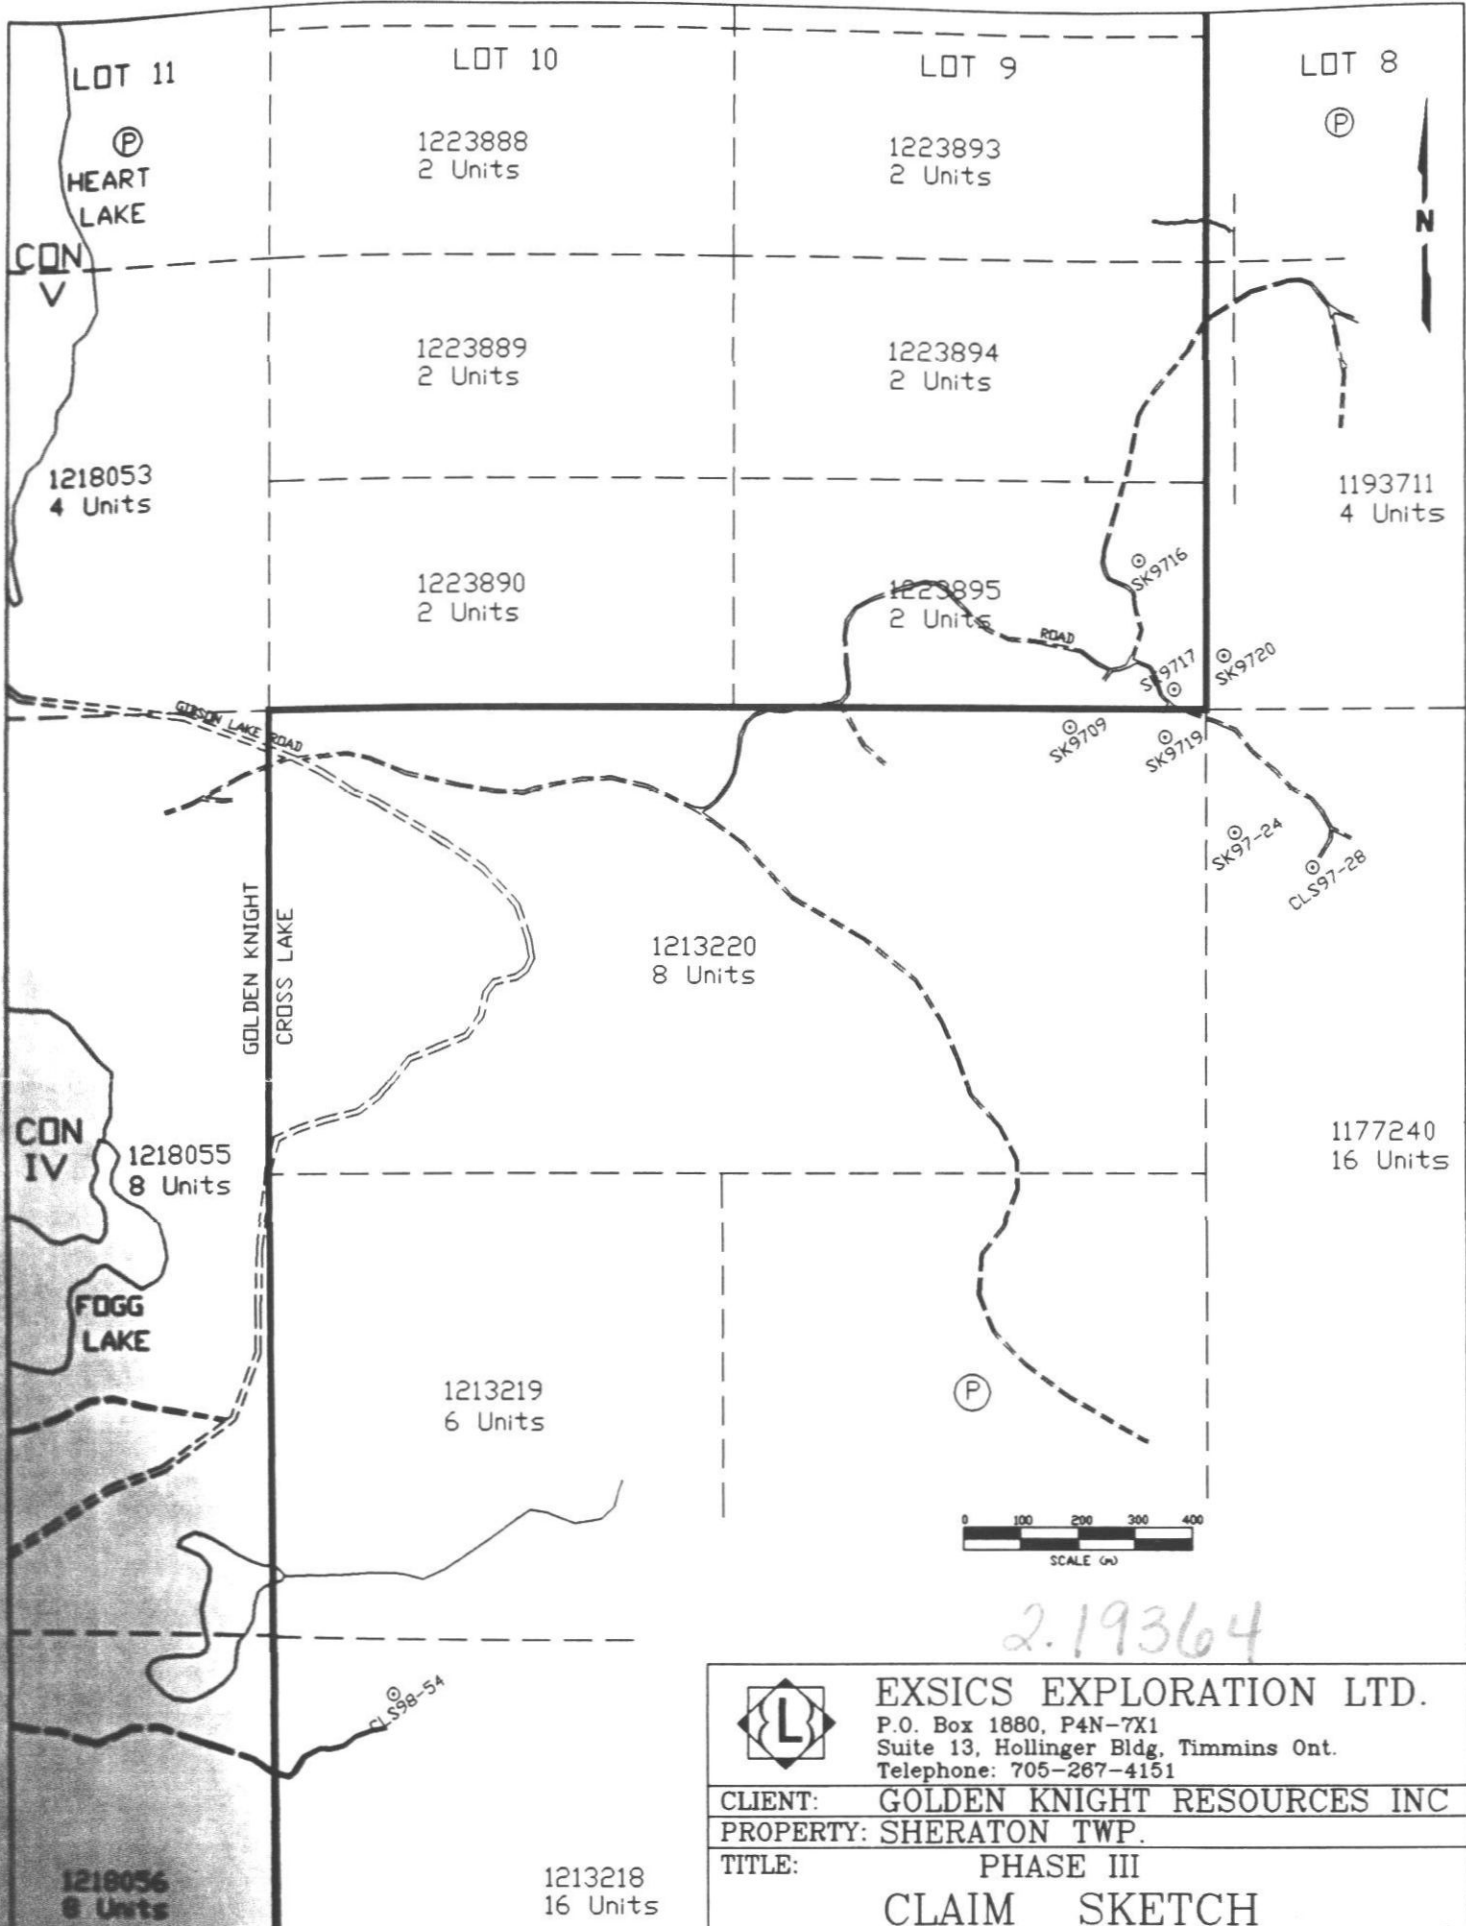 LOT 11
LOT 10
LOT 9
LOT 8
P
P
1223888
2 Units
1223893
2 Units
HEART
LAKE
N
CON
V
1223889
2 Units
1223894
2 Units
1218053
4 Units
1193711
4 Units
SK9716
1223890
2 Units
1223895
2 Units
ROAD
SK9717
SK9720
GIBSON LAKE ROAD
SK9709
SK9719
SK97-24
CLS97-28
GOLDEN KNIGHT
CROSS LAKE
1213220
8 Units
CON
IV
1218055
8 Units
1177240
16 Units
FOGG
LAKE
1213219
6 Units
P
0 100 200 300 400
SCALE (m)
2.19364
CLS98-54
L
EXSICS EXPLORATION LTD.
P.O. Box 1880, P4N-7X1
Suite 13, Hollinger Bldg, Timmins Ont.
Telephone: 705-267-4151
CLIENT: GOLDEN KNIGHT RESOURCES INC
PROPERTY: SHERATON TWP.
TITLE: PHASE III
CLAIM SKETCH
1218056
8 Units
1213218
16 Units